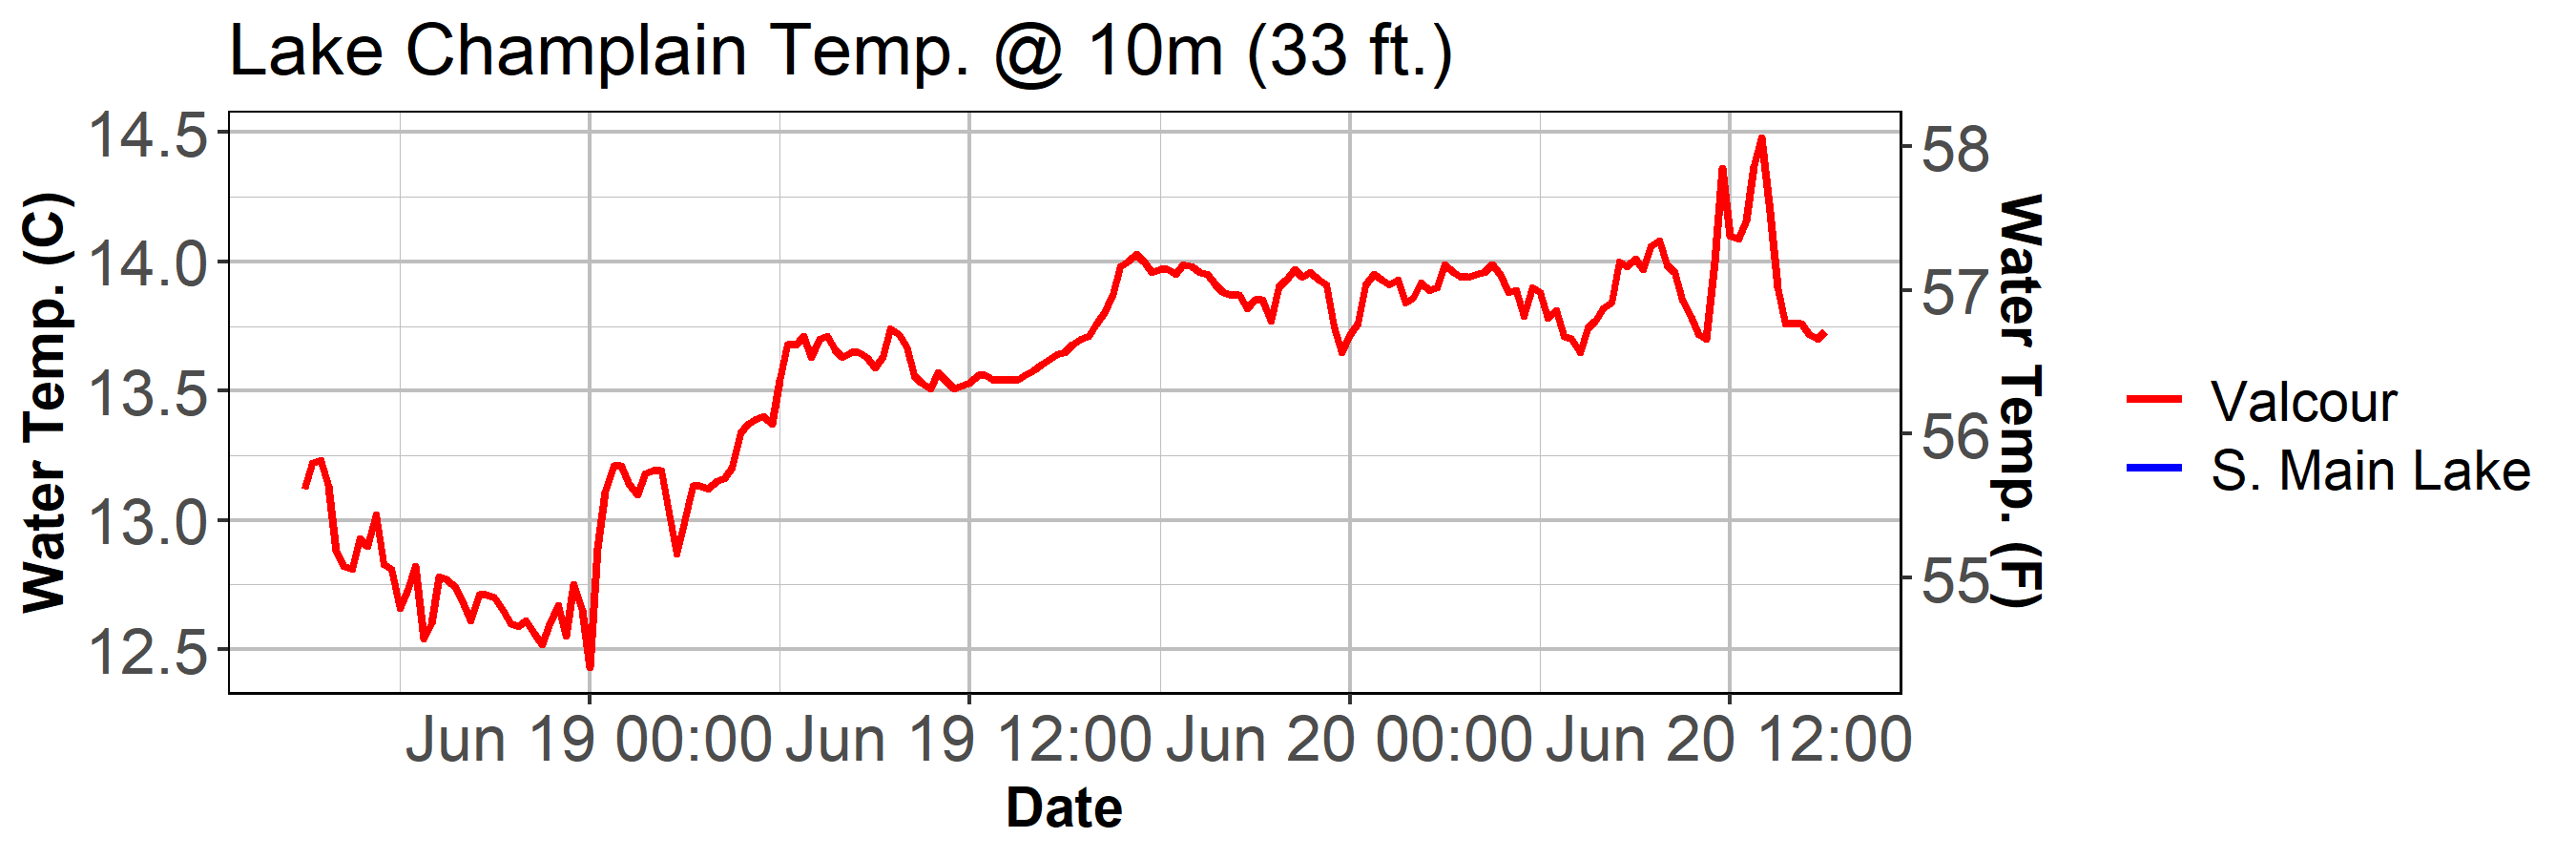 Lake Champlain Temp. @ 10m (33 ft.)
Water Temp. (C)
14.5
14.0
13.5
13.0
12.5
58
57
56
55
Water Temp. (F)
Jun 19 00:00 Jun 19 12:00 Jun 20 00:00 Jun 20 12:00
Date
Valcour
S. Main Lake